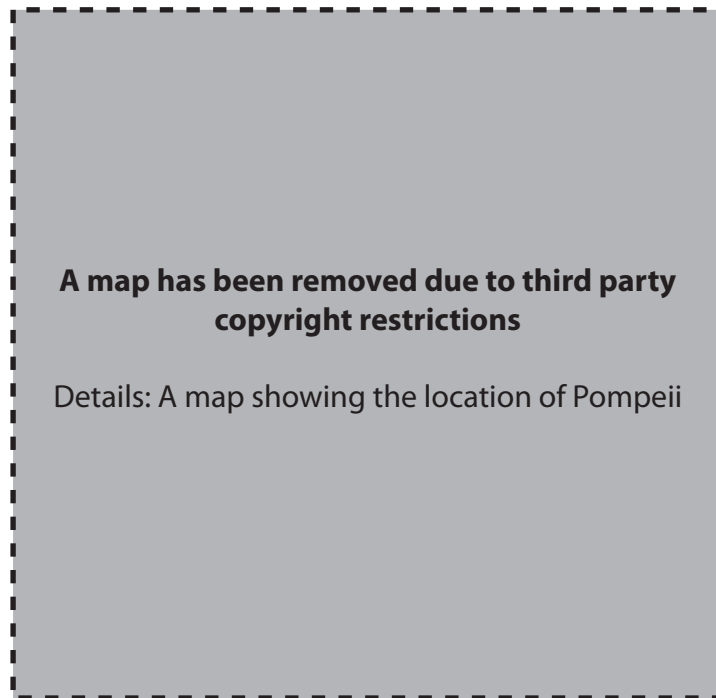 A map has been removed due to third party
copyright restrictions
Details: A map showing the location of Pompeii